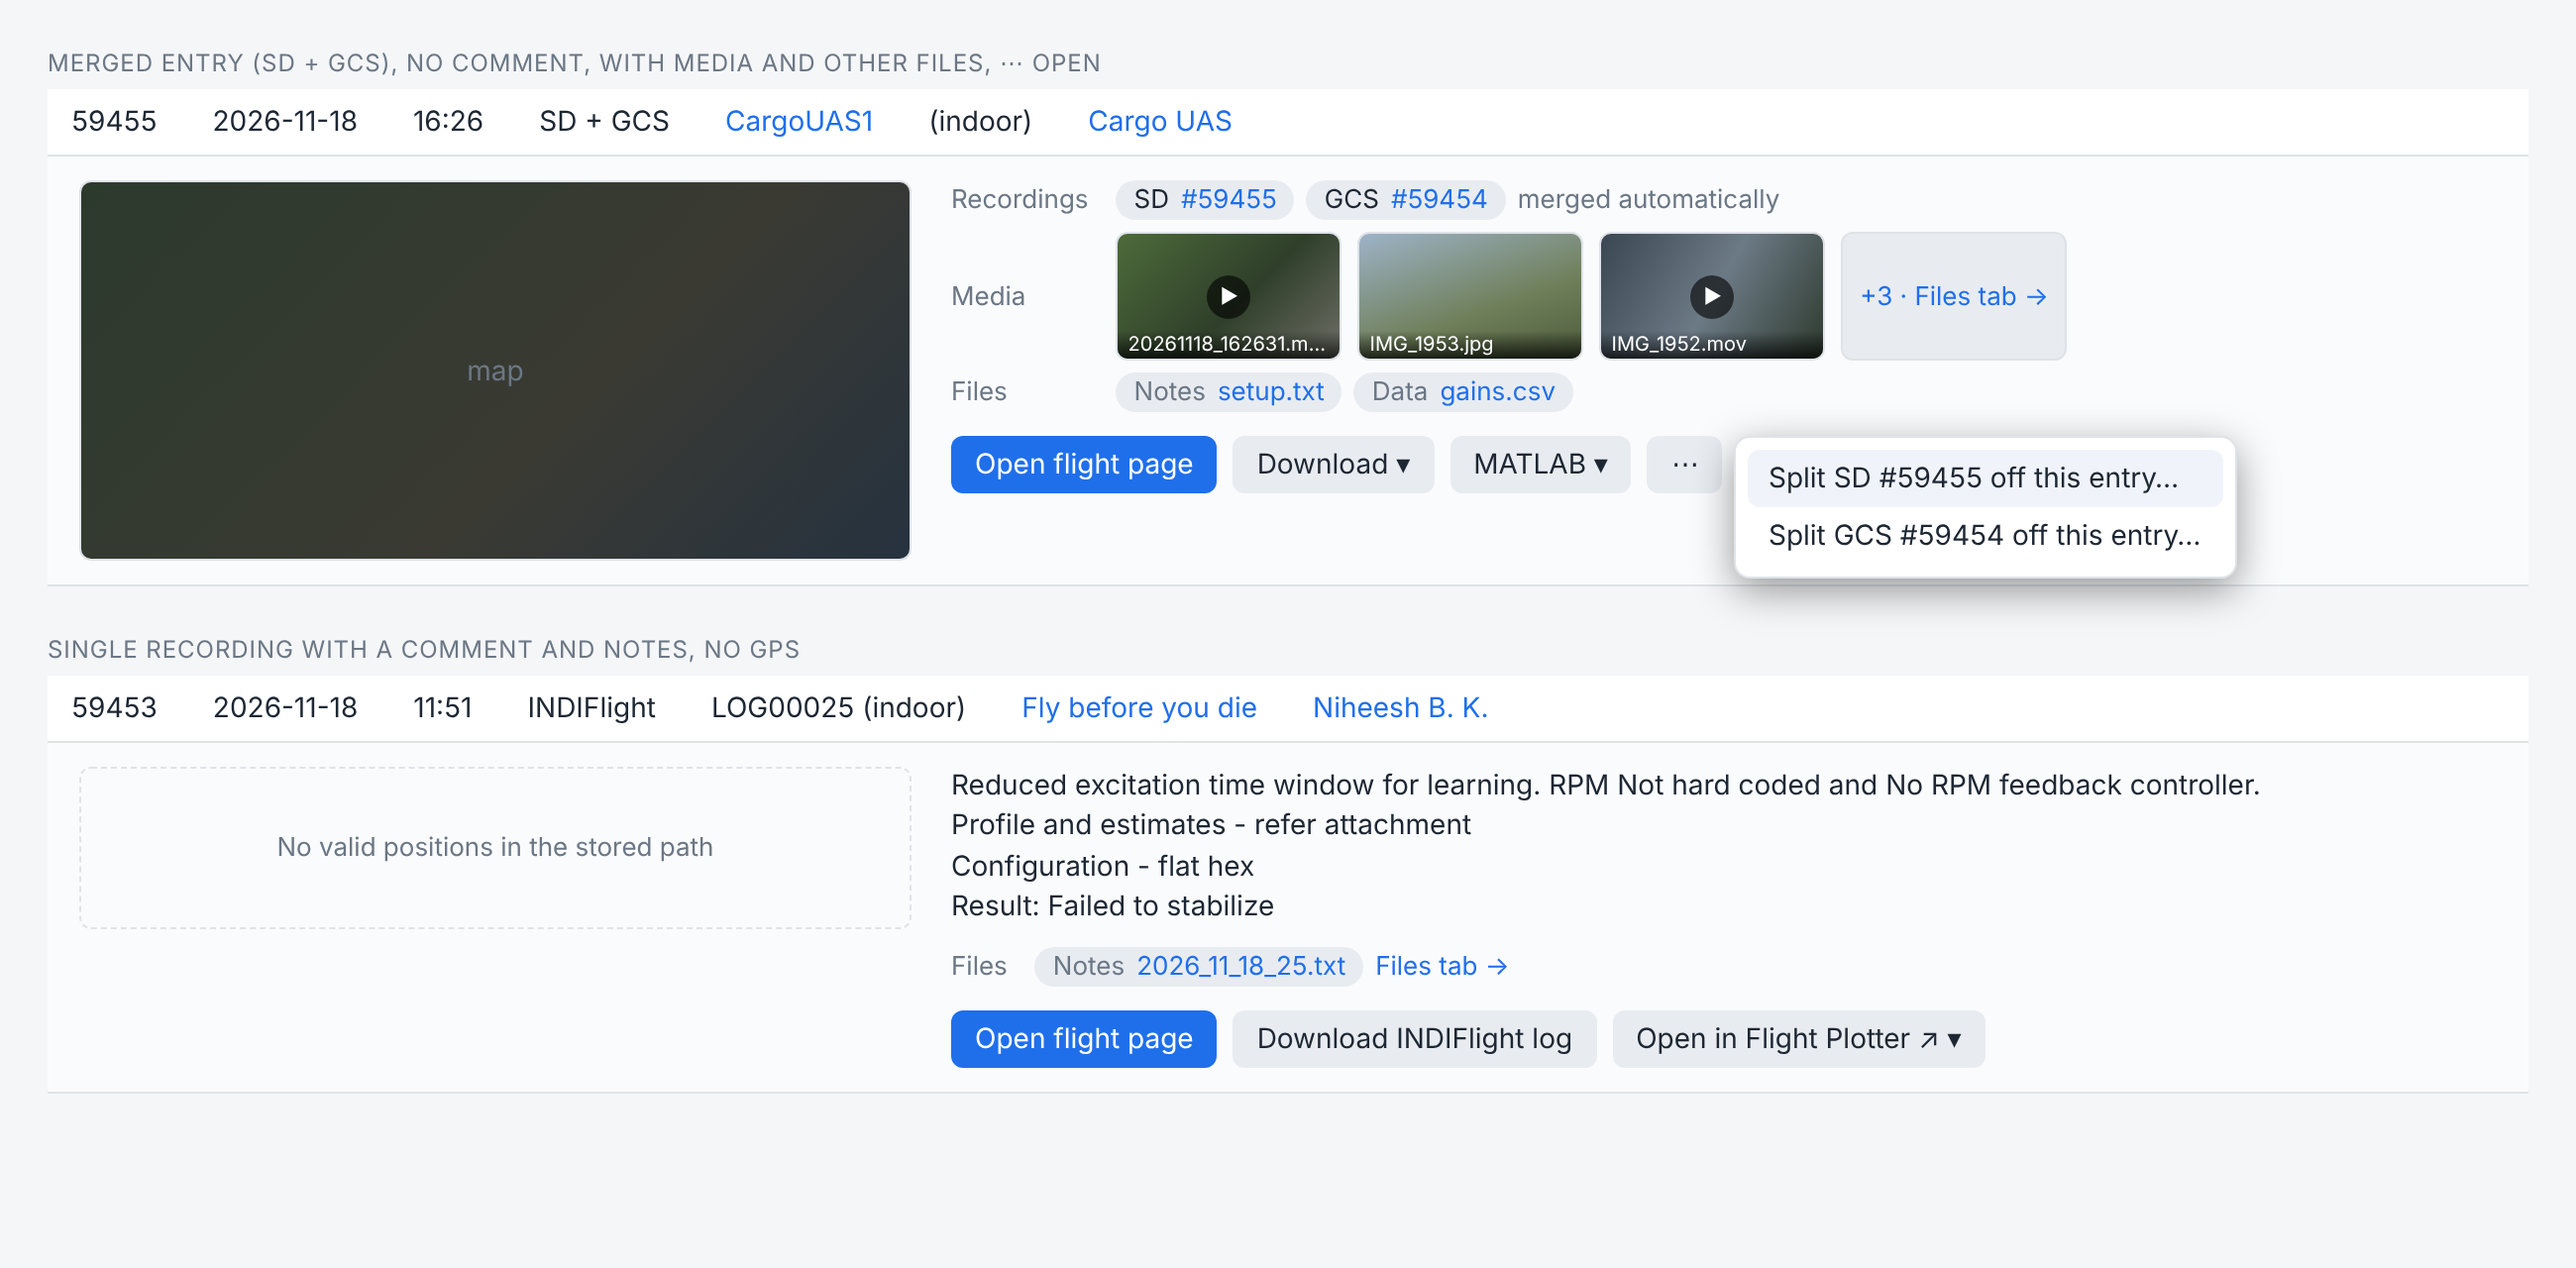 MERGED ENTRY (SD + GCS), NO COMMENT, WITH MEDIA AND OTHER FILES, ··· OPEN
59455 2026-11-18 16:26 SD + GCS CargoUAS1 (indoor) Cargo UAS
map
Recordings SD #59455 GCS #59454 merged automatically
Media 20261118_162631.m... IMG_1953.jpg IMG_1952.mov +3 · Files tab →
Files Notes setup.txt Data gains.csv
Open flight page Download ▾ MATLAB ▾ ···
Split SD #59455 off this entry...
Split GCS #59454 off this entry...
SINGLE RECORDING WITH A COMMENT AND NOTES, NO GPS
59453 2026-11-18 11:51 INDIFlight LOG00025 (indoor) Fly before you die Niheesh B. K.
No valid positions in the stored path
Reduced excitation time window for learning. RPM Not hard coded and No RPM feedback controller.
Profile and estimates - refer attachment
Configuration - flat hex
Result: Failed to stabilize
Files Notes 2026_11_18_25.txt Files tab →
Open flight page Download INDIFlight log Open in Flight Plotter ↗ ▾